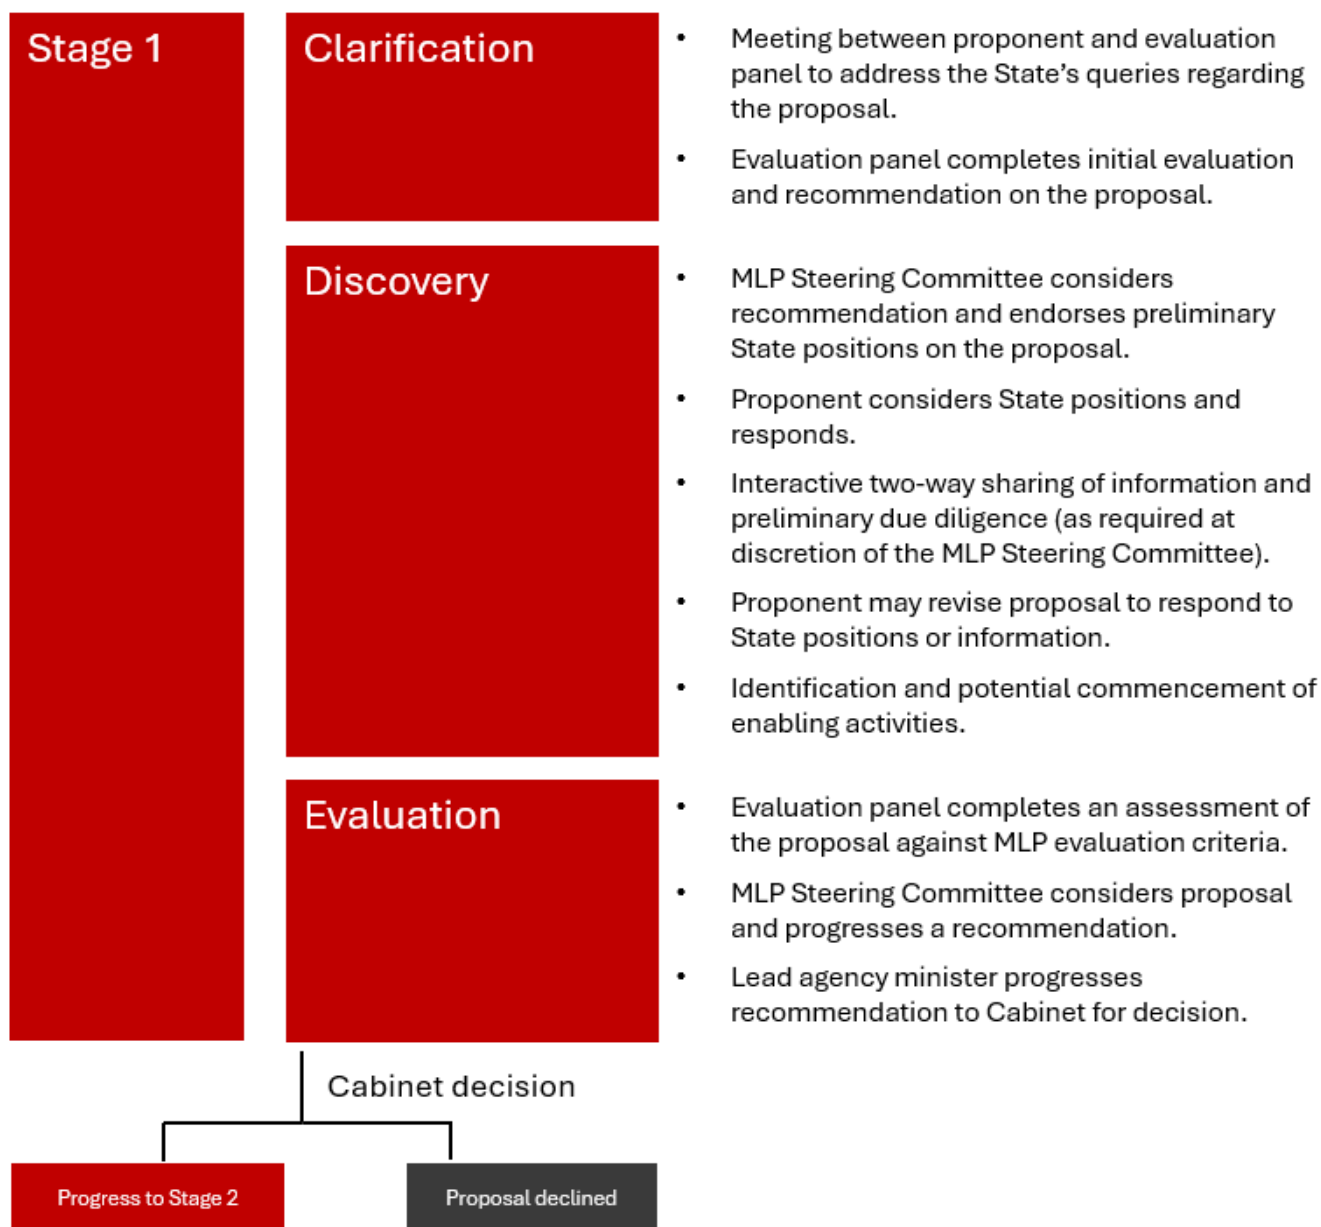 Stage 1
Clarification
• Meeting between proponent and evaluation
panel to address the State’s queries regarding
the proposal.
• Evaluation panel completes initial evaluation
and recommendation on the proposal.
Discovery
• MLP Steering Committee considers
recommendation and endorses preliminary
State positions on the proposal.
• Proponent considers State positions and
responds.
• Interactive two-way sharing of information and
preliminary due diligence (as required at
discretion of the MLP Steering Committee).
• Proponent may revise proposal to respond to
State positions or information.
• Identification and potential commencement of
enabling activities.
Evaluation
• Evaluation panel completes an assessment of
the proposal against MLP evaluation criteria.
• MLP Steering Committee considers proposal
and progresses a recommendation.
• Lead agency minister progresses
recommendation to Cabinet for decision.
Cabinet decision
Progress to Stage 2
Proposal declined